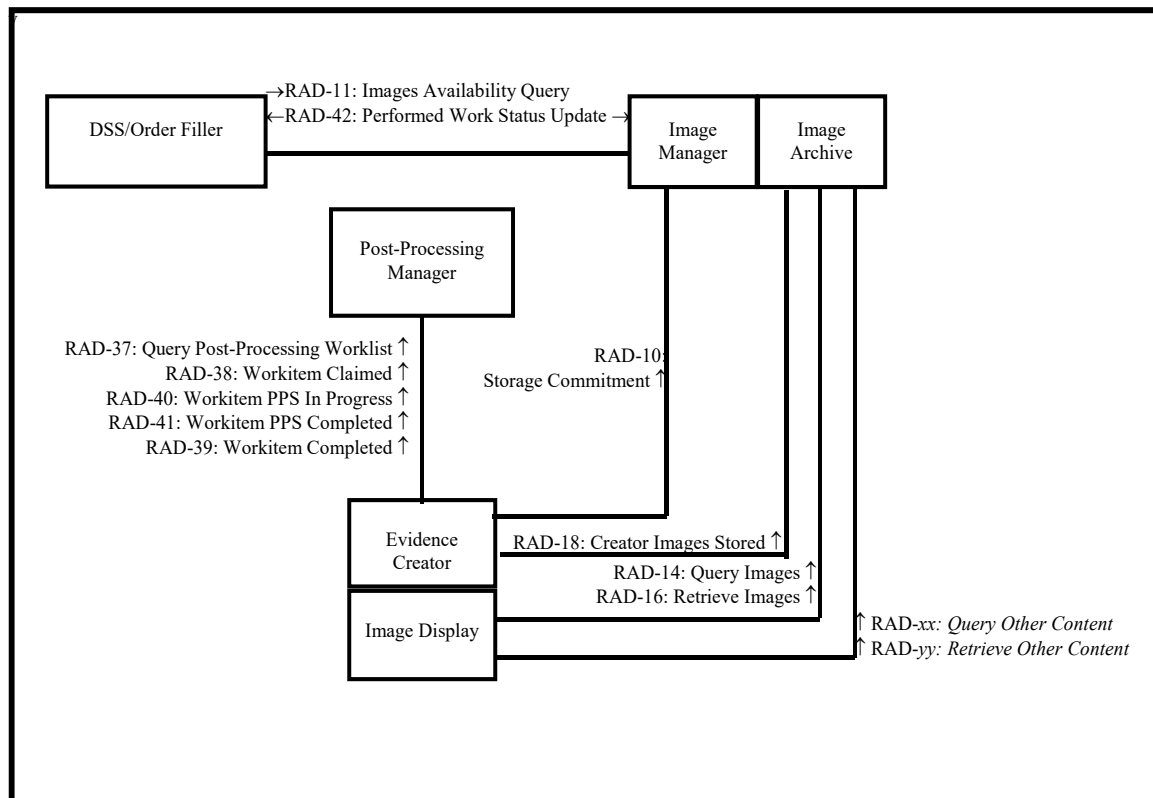 →RAD-11: Images Availability Query
←RAD-42: Performed Work Status Update →
DSS/Order Filler
Image
Manager
Image
Archive
Post-Processing
Manager
RAD-37: Query Post-Processing Worklist ↑
RAD-38: Workitem Claimed ↑
RAD-40: Workitem PPS In Progress ↑
RAD-41: Workitem PPS Completed ↑
RAD-39: Workitem Completed ↑
RAD-10:
Storage Commitment ↑
Evidence
Creator
RAD-18: Creator Images Stored ↑
RAD-14: Query Images ↑
RAD-16: Retrieve Images ↑
Image Display
↑ RAD-xx: Query Other Content
↑ RAD-yy: Retrieve Other Content